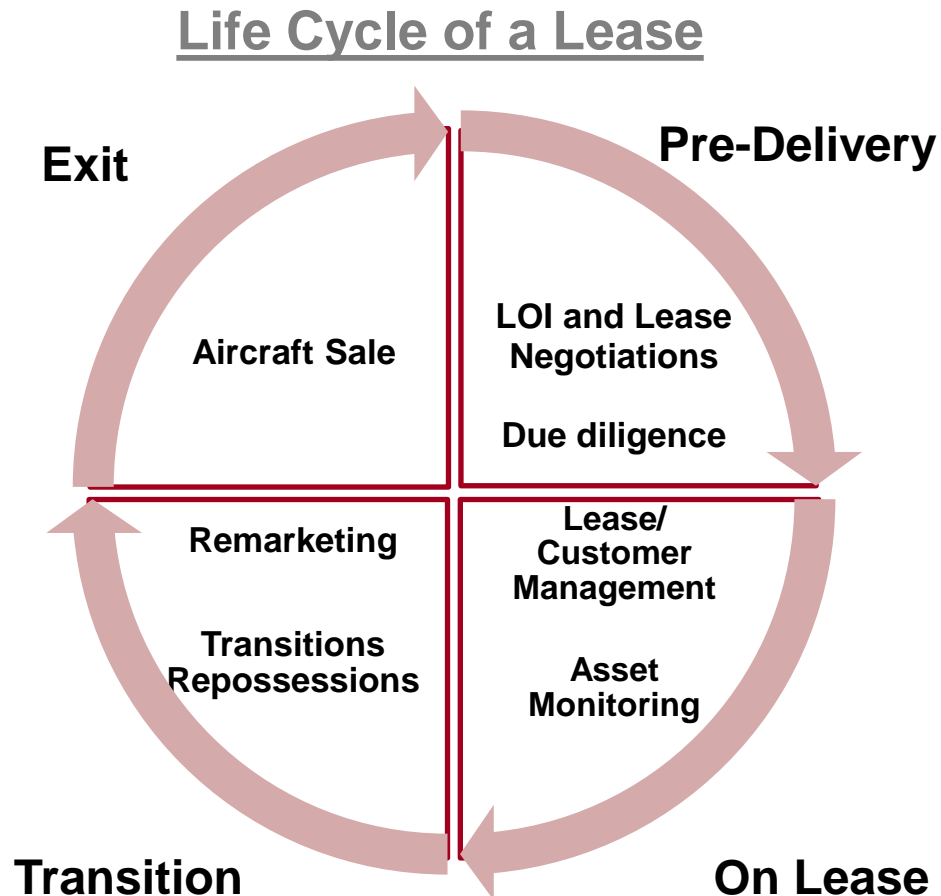 Life Cycle of a Lease
Exit
Pre-Delivery
Aircraft Sale
LOI and Lease
Negotiations
Due diligence
Remarketing
Transitions
Repossessions
Lease/
Customer
Management
Asset
Monitoring
Transition
On Lease